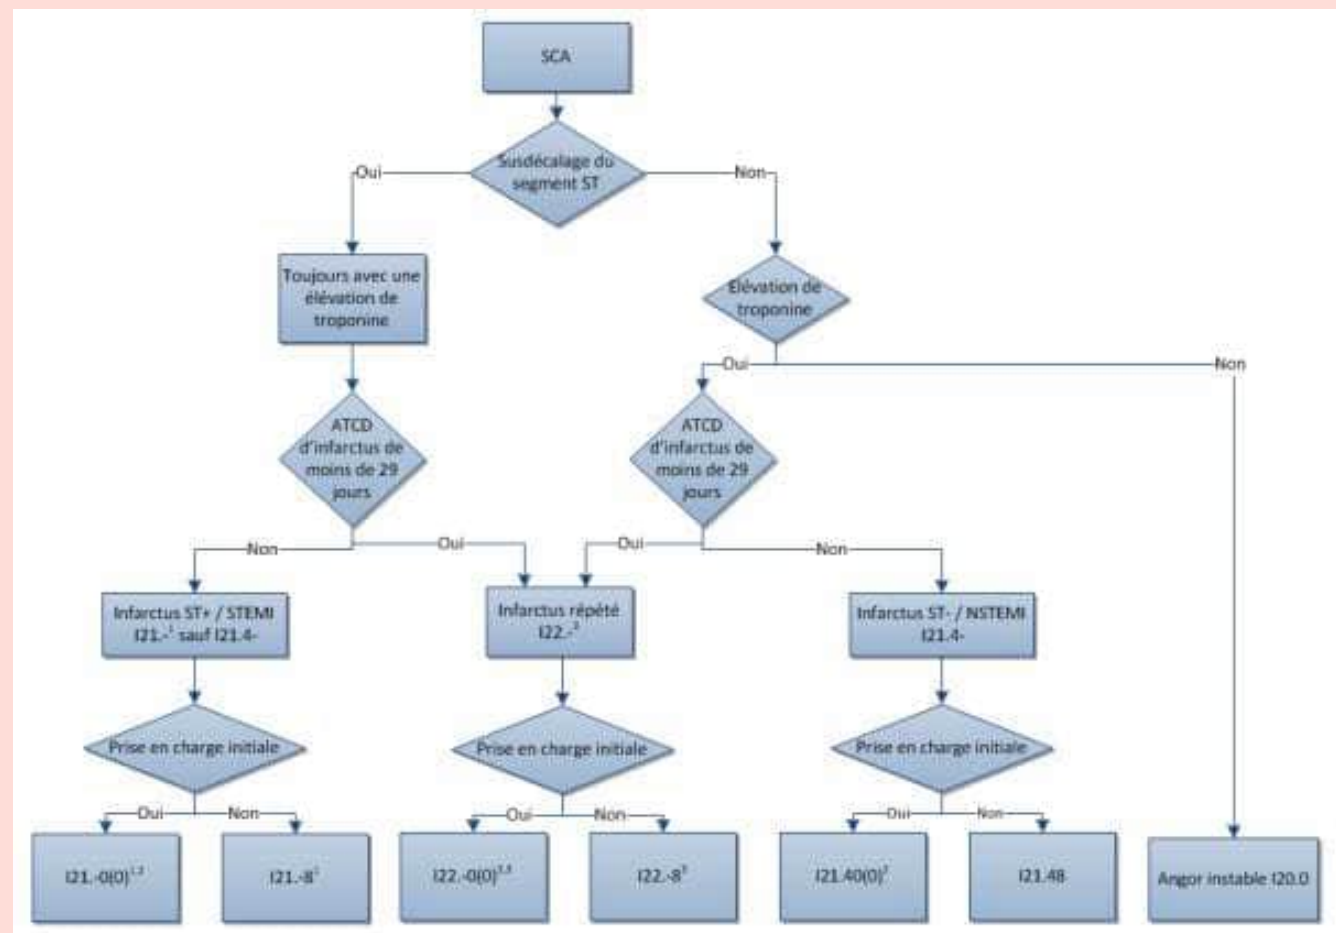 SCA
Susdécalage du
segment ST
Oui
Non
Toujours avec une
élévation de
troponine
Elévation de
troponine
Oui
Non
ATCD
d'infarctus de
moins de 29
jours
ATCD
d'infarctus de
moins de 29
jours
Non
Oui
Oui
Non
Infarctus ST+ / STEMI
I21.-¹ sauf I21.4-
Infarctus répété
I22.-³
Infarctus ST- / NSTEMI
I21.4-
Prise en charge initiale
Prise en charge initiale
Prise en charge initiale
Oui
Non
Oui
Non
Oui
Non
I21.-0(0)¹·²
I21.-8¹
I22.-0(0)
I22.-8³
I21.40(0)²
I21.48
Angor instable I20.0